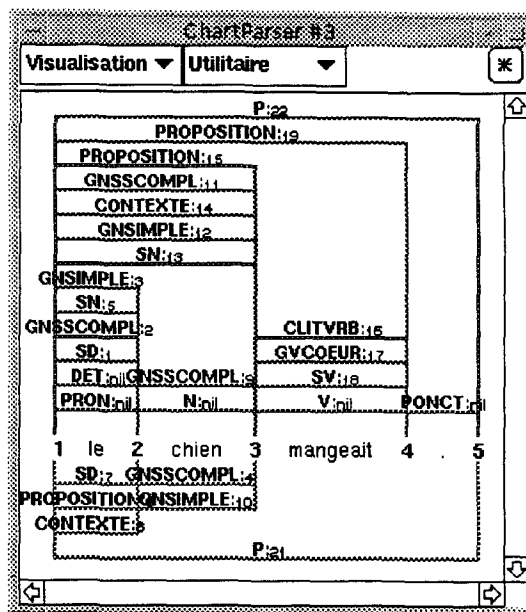 ChartParser #3
Visualisation ▼ Utilitaire ▼ *
P:22
PROPOSITION:19
PROPOSITION:15
GNSSCOMPL:11
CONTEXTE:14
GNSIMPLE:12
SN:13
GNSIMPLE:3
SN:5
GNSSCOMPL:2 CLITVRB:16
SD:1 GVCOEUR:17
DET:nil GNSSCOMPL:9 SV:18
PRON:nil N:nil V:nil PONCT:nil
1 le 2 chien 3 mangeait 4 . 5
SD:7 GNSSCOMPL:4
PROPOSITION GNSIMPLE:10
CONTEXTE:8
P:21